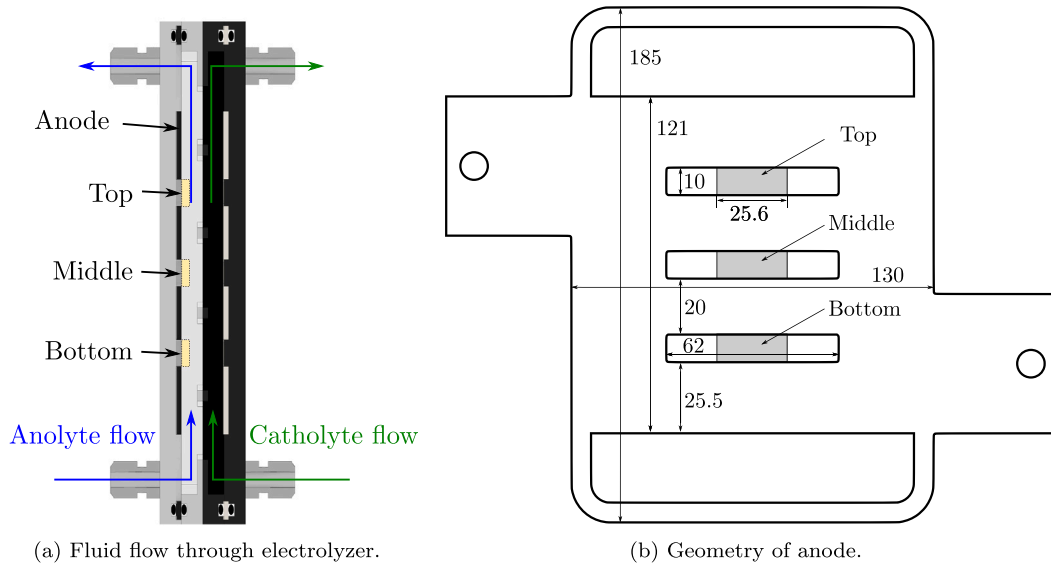 Anode
Top
Middle
Bottom
Anolyte flow
Catholyte flow
(a) Fluid flow through electrolyzer.
185
121
Top
10
25.6
Middle
130
20
Bottom
62
25.5
(b) Geometry of anode.